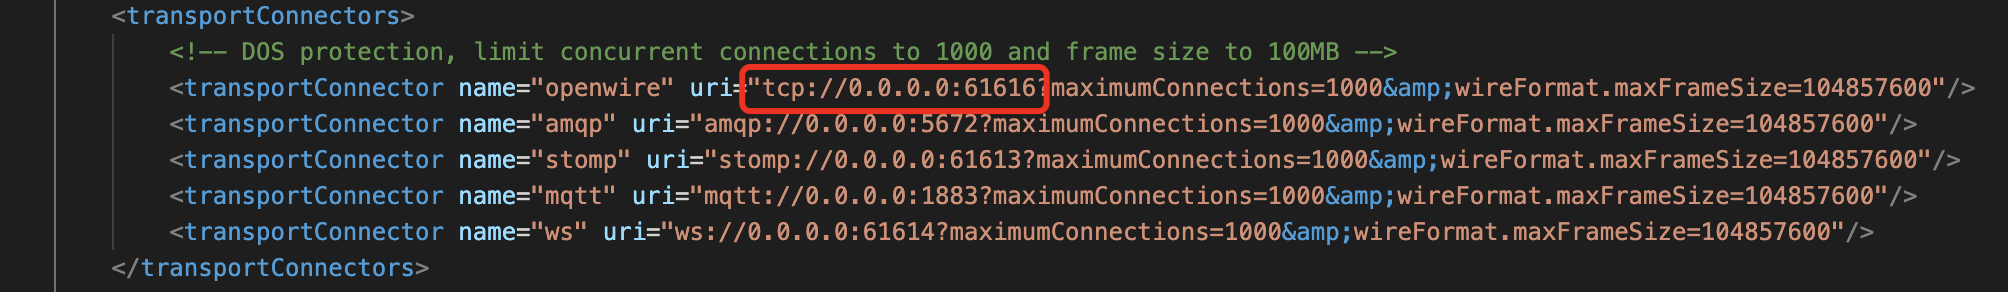 <transportConnectors>
<!-- DOS protection, limit concurrent connections to 1000 and frame size to 100MB -->
<transportConnector name="openwire" uri="tcp://0.0.0.0:61616?maximumConnections=1000&amp;wireFormat.maxFrameSize=104857600"/>
<transportConnector name="amqp" uri="amqp://0.0.0.0:5672?maximumConnections=1000&amp;wireFormat.maxFrameSize=104857600"/>
<transportConnector name="stomp" uri="stomp://0.0.0.0:61613?maximumConnections=1000&amp;wireFormat.maxFrameSize=104857600"/>
<transportConnector name="mqtt" uri="mqtt://0.0.0.0:1883?maximumConnections=1000&amp;wireFormat.maxFrameSize=104857600"/>
<transportConnector name="ws" uri="ws://0.0.0.0:61614?maximumConnections=1000&amp;wireFormat.maxFrameSize=104857600"/>
</transportConnectors>